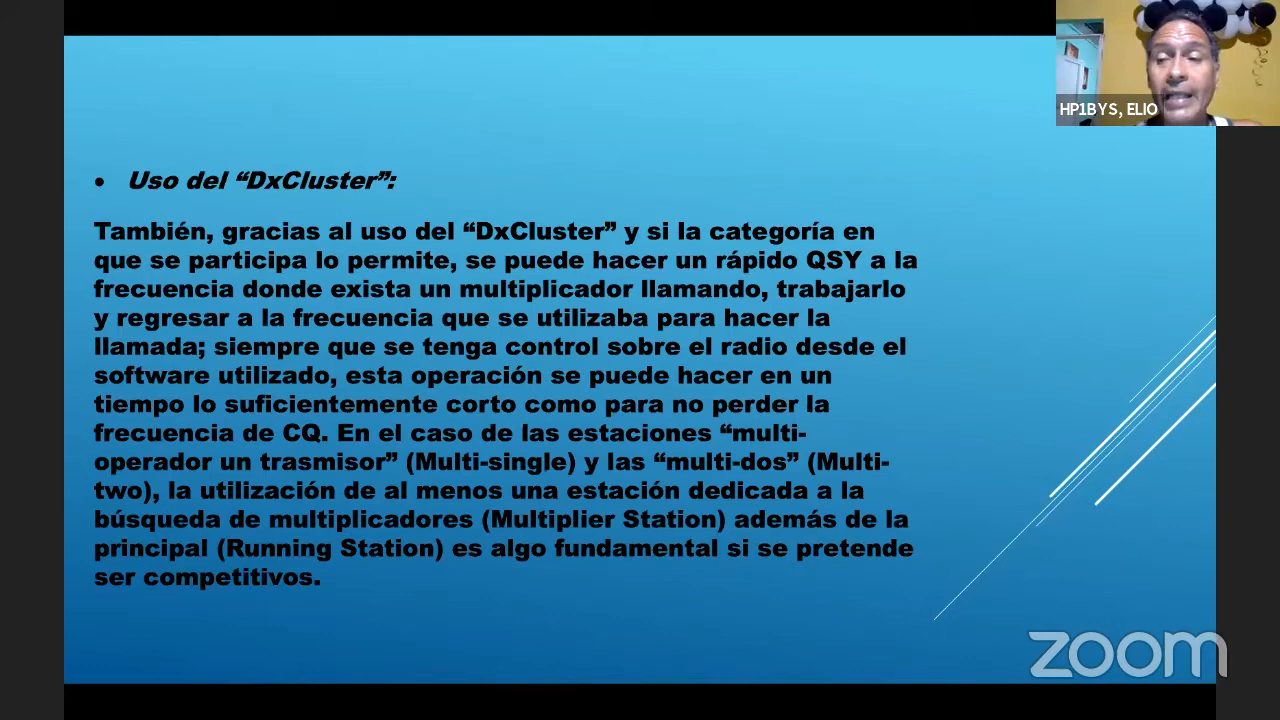 HP1BYS, ELIO
• Uso del “DxCluster”:
También, gracias al uso del “DxCluster” y si la categoría en
que se participa lo permite, se puede hacer un rápido QSY a la
frecuencia donde exista un multiplicador llamando, trabajarlo
y regresar a la frecuencia que se utilizaba para hacer la
llamada; siempre que se tenga control sobre el radio desde el
software utilizado, esta operación se puede hacer en un
tiempo lo suficientemente corto como para no perder la
frecuencia de CQ. En el caso de las estaciones “multi-
operador un trasmisor” (Multi-single) y las “multi-dos” (Multi-
two), la utilización de al menos una estación dedicada a la
búsqueda de multiplicadores (Multiplier Station) además de la
principal (Running Station) es algo fundamental si se pretende
ser competitivos.
zoom